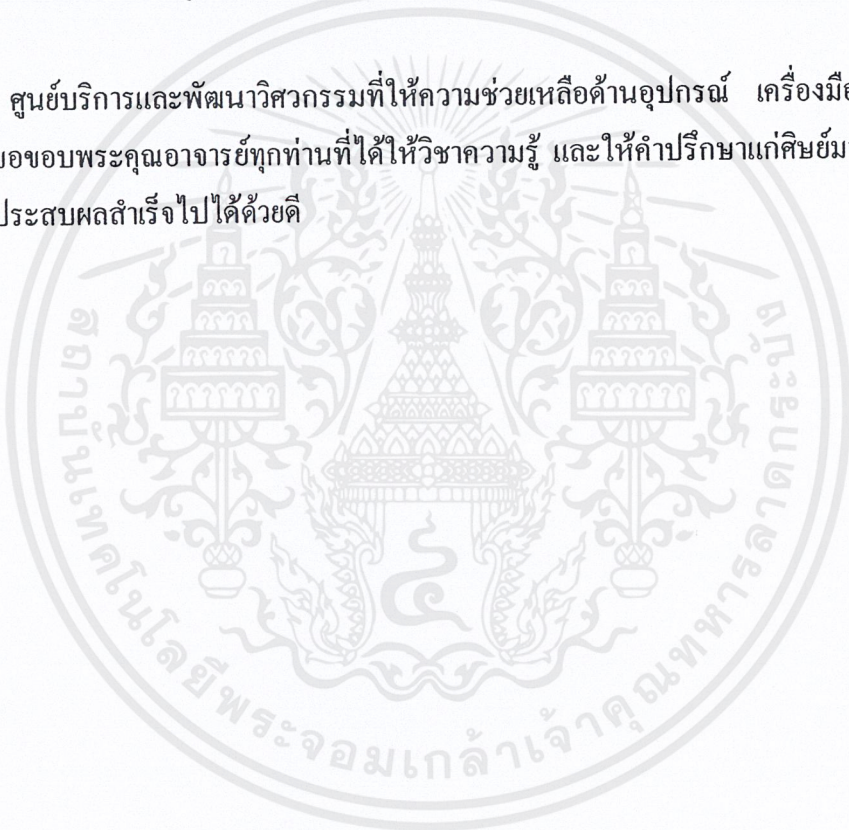 ศูนย์บริการและพัฒนาวิศวกรรมที่ให้ความช่วยเหลือด้านอุปกรณ์ เครื่องมือ
ขอขอบพระคุณอาจารย์ทุกท่านที่ได้ให้วิชาความรู้ และให้คำปรึกษาแก่ศิษย์มา
ประสบผลสำเร็จไปได้ด้วยดี
สถาบันเทคโนโลยีพระจอมเกล้าเจ้าคุณทหารลาดกระบัง